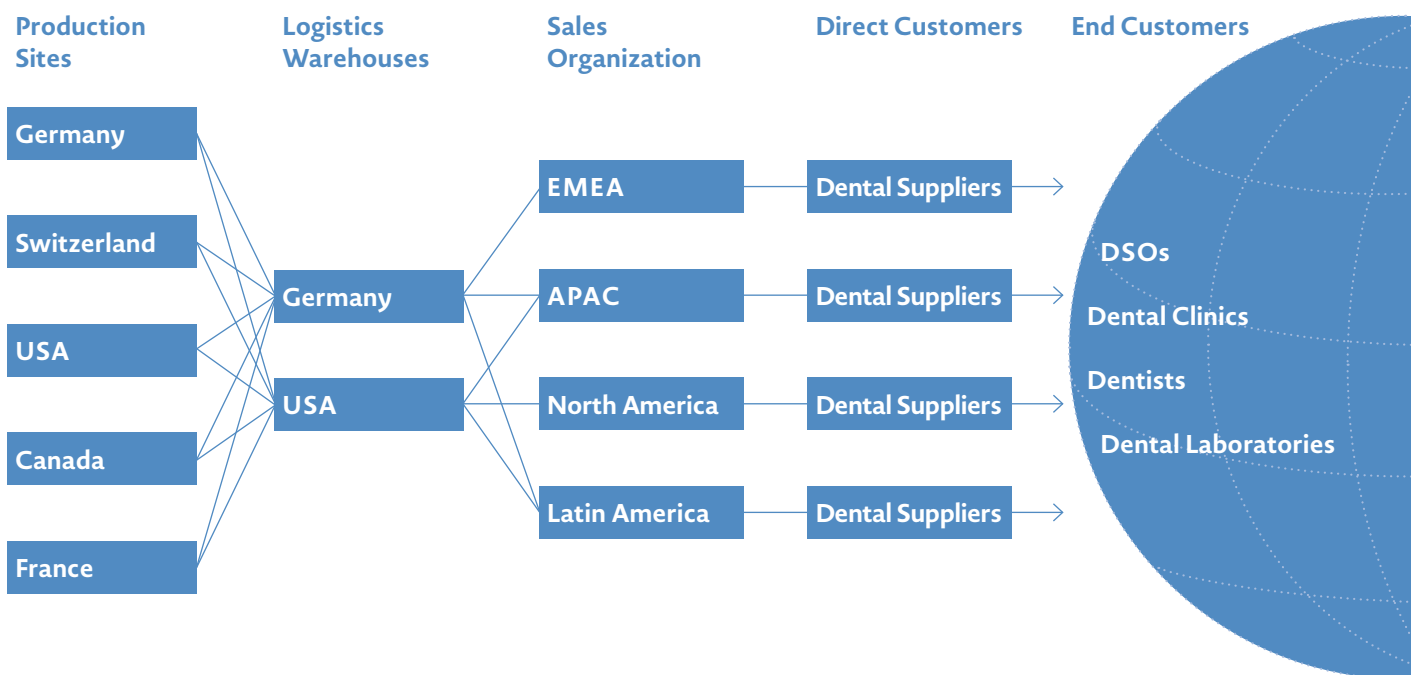 Production
Sites
Logistics
Warehouses
Sales
Organization
Direct Customers
End Customers
Germany
Switzerland
USA
Canada
France
Germany
USA
EMEA
APAC
North America
Latin America
Dental Suppliers
Dental Suppliers
Dental Suppliers
Dental Suppliers
DSOs
Dental Clinics
Dentists
Dental Laboratories